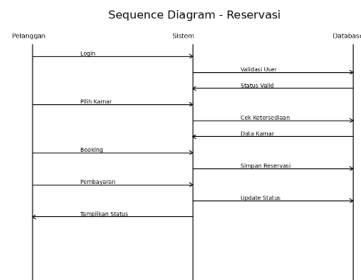 Sequence Diagram - Reservasi
Pelanggan
Sistem
Database
Login
Validasi User
Status Valid
Pilih Kamar
Cek Ketersediaan
Data Kamar
Booking
Simpan Reservasi
Pembayaran
Update Status
Tampilkan Status